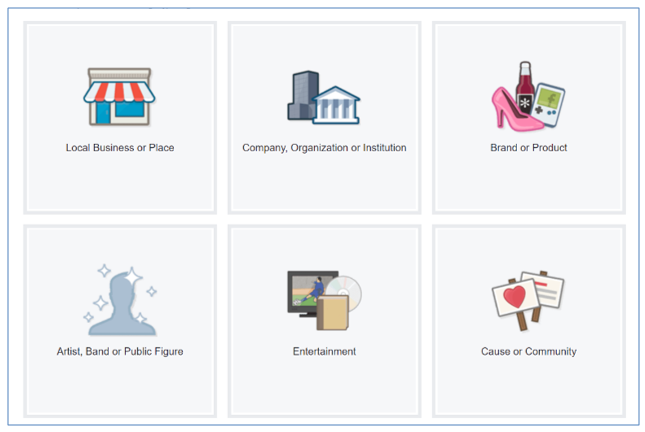 Local Business or Place
Company, Organization or Institution
Brand or Product
Artist, Band or Public Figure
Entertainment
Cause or Community